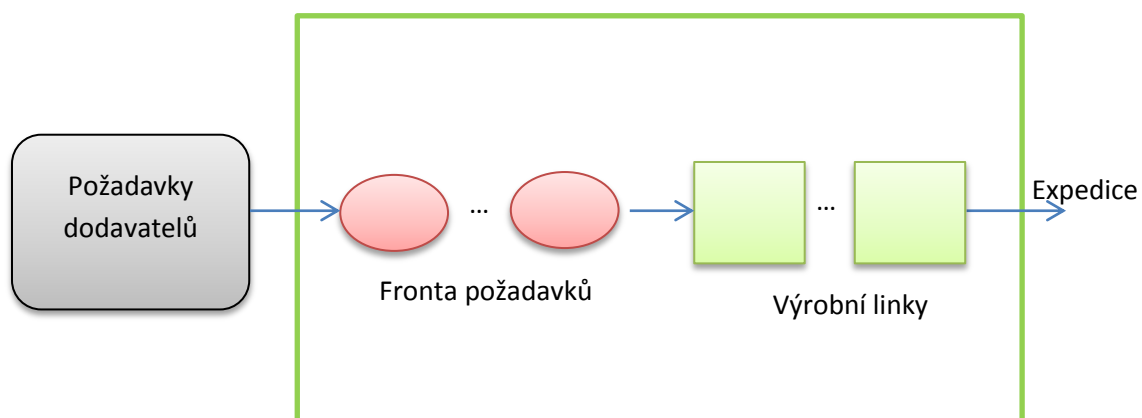 Požadavky
dodavatelů
...
Fronta požadavků
...
Výrobní linky
Expedice